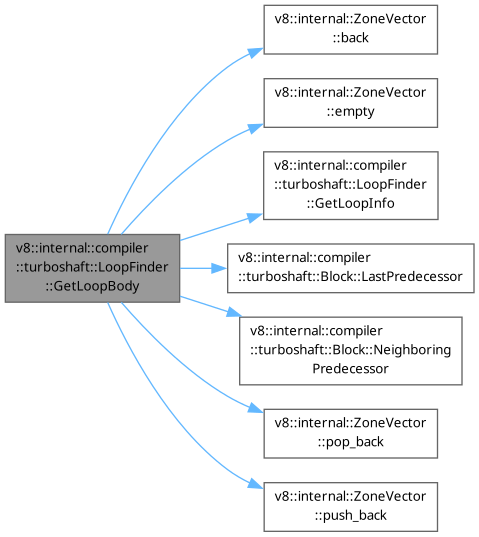 v8::internal::ZoneVector
::back
v8::internal::ZoneVector
::empty
v8::internal::compiler
::turboshaft::LoopFinder
::GetLoopInfo
v8::internal::compiler
::turboshaft::LoopFinder
::GetLoopBody
v8::internal::compiler
::turboshaft::Block::LastPredecessor
v8::internal::compiler
::turboshaft::Block::Neighboring
Predecessor
v8::internal::ZoneVector
::pop_back
v8::internal::ZoneVector
::push_back